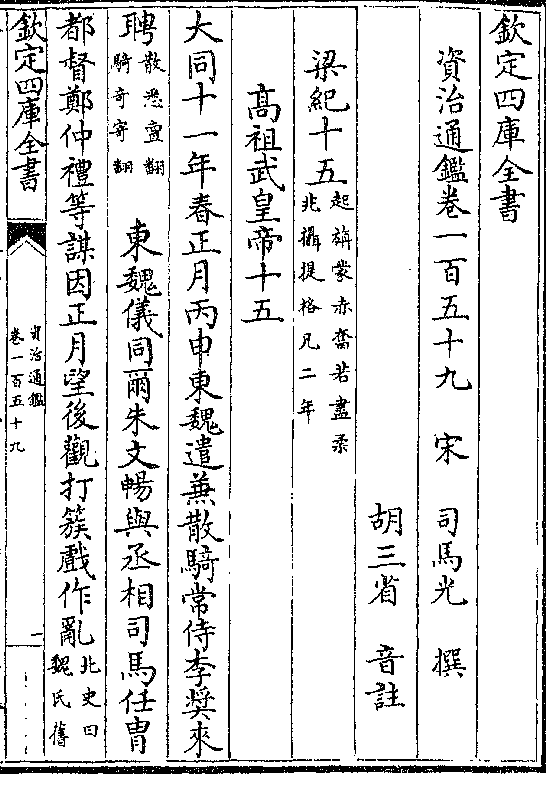 欽定四庫全書
資治通鑑卷一百五十九　宋　司馬光　撰
胡三省　音註
梁紀十五起旃蒙赤奮若盡柔兆攝提格凡二年
髙祖武皇帝十五
大同十一年春正月丙申東魏遣兼散騎常侍李奨來
聘散悉亶翻騎奇寄翻　東魏儀同爾朱文暢與丞相司馬任胄
都督鄭仲禮等謀因正月望後觀打簇戲作亂北史曰魏氏舊
欽定四庫全書
資治通鑑
卷一百五十九
一